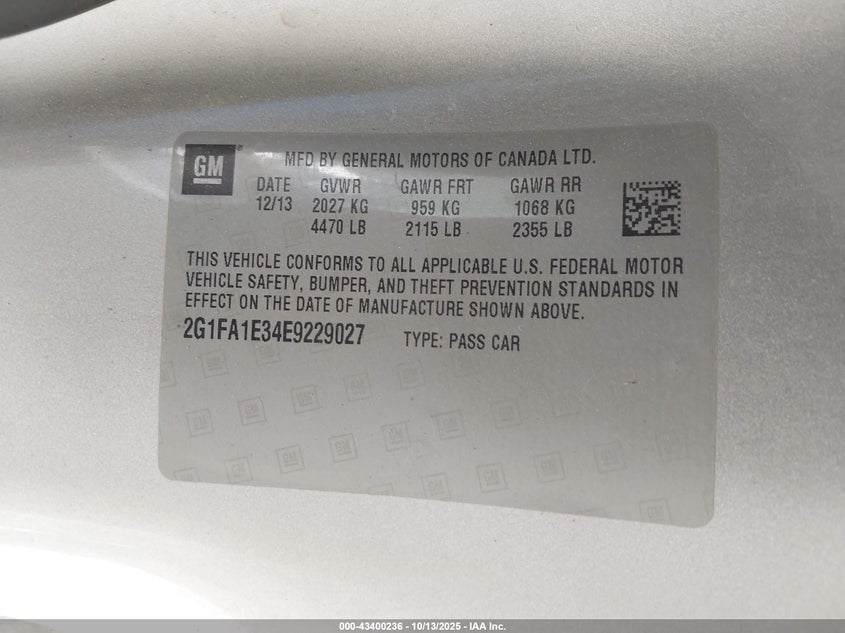 GM
MFD BY GENERAL MOTORS OF CANADA LTD.
DATE GVWR GAWR FRT GAWR RR
12/13 2027 KG 959 KG 1068 KG
4470 LB 2115 LB 2355 LB
THIS VEHICLE CONFORMS TO ALL APPLICABLE U.S. FEDERAL MOTOR
VEHICLE SAFETY, BUMPER, AND THEFT PREVENTION STANDARDS IN
EFFECT ON THE DATE OF MANUFACTURE SHOWN ABOVE.
2G1FA1E34E9229027 TYPE: PASS CAR
000-43400236 - 10/13/2025 - IAA Inc.